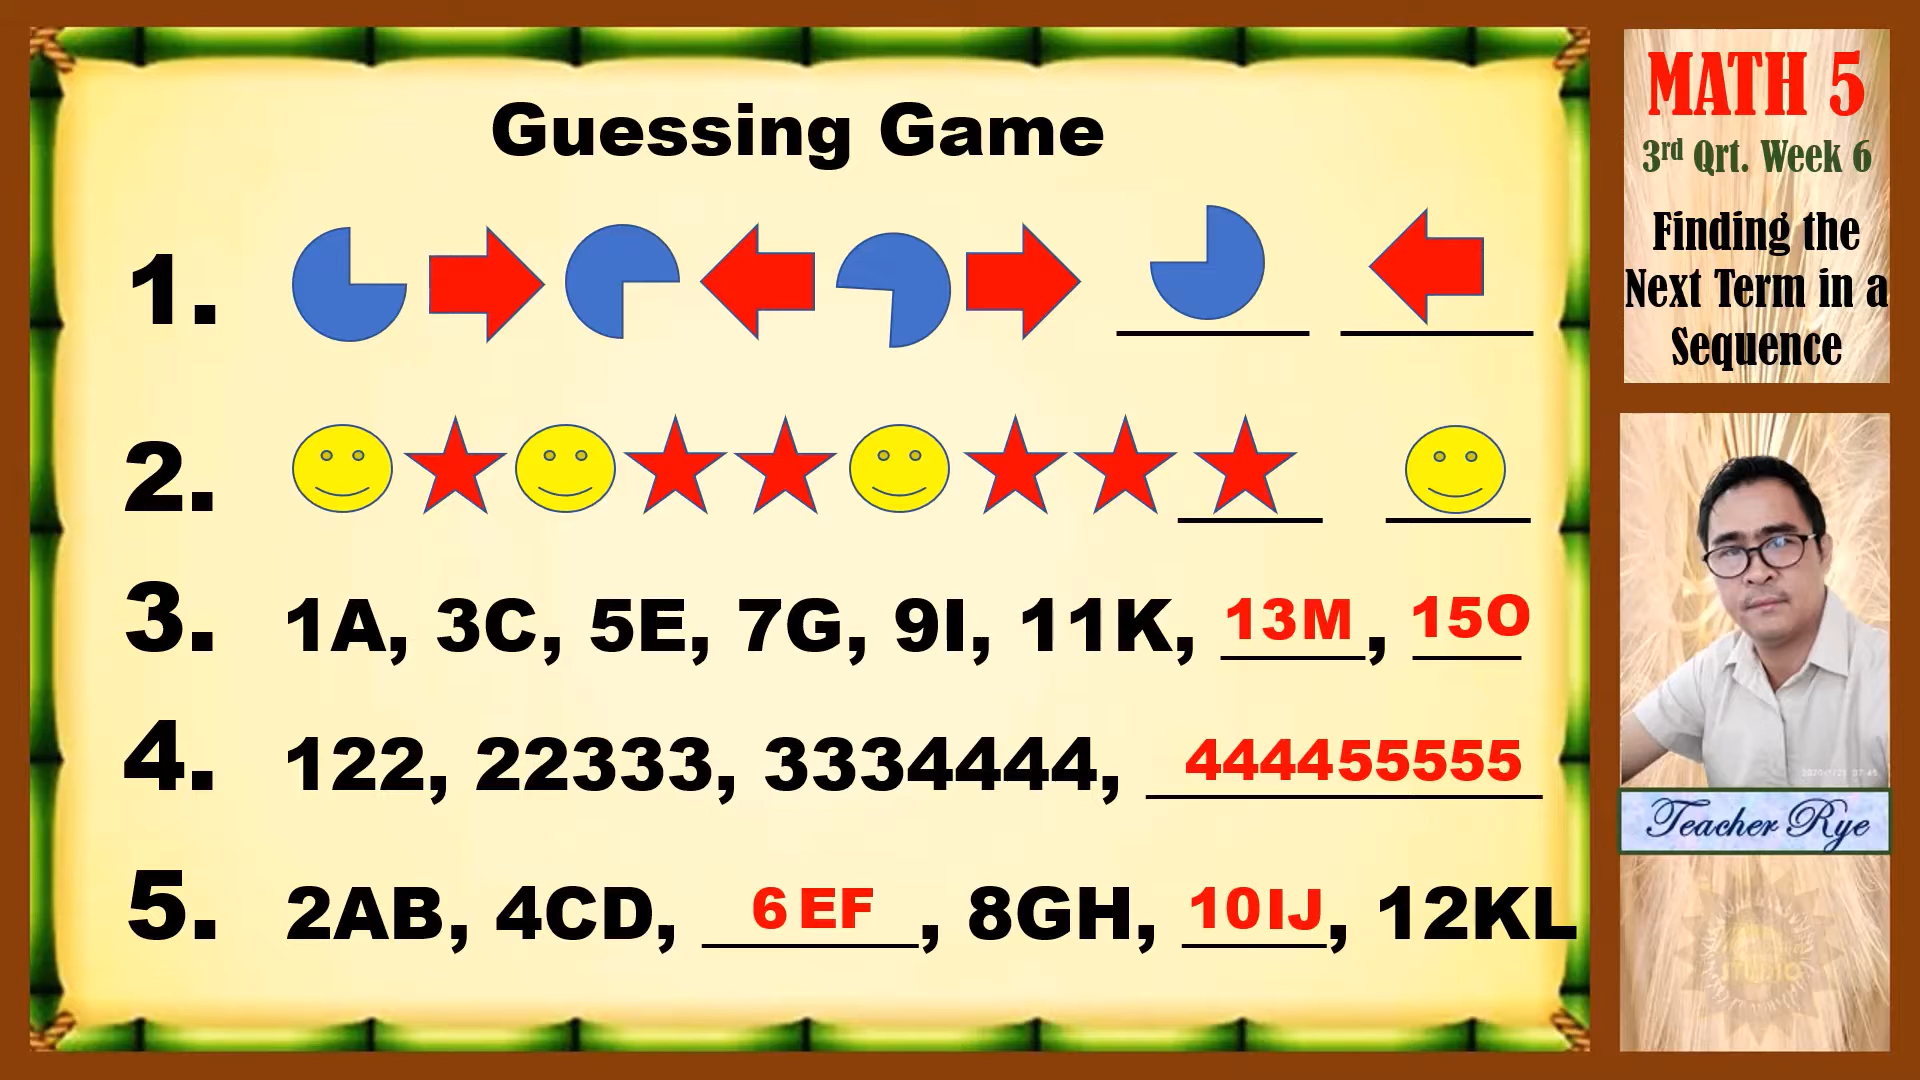 Guessing Game
1.
2.
3. 1A, 3C, 5E, 7G, 9I, 11K, 13M, 15O
4. 122, 22333, 3334444, 444455555
5. 2AB, 4CD, 6EF, 8GH, 10IJ, 12KL
MATH 5
3rd Qrt. Week 6
Finding the
Next Term in a
Sequence
Teacher Rye